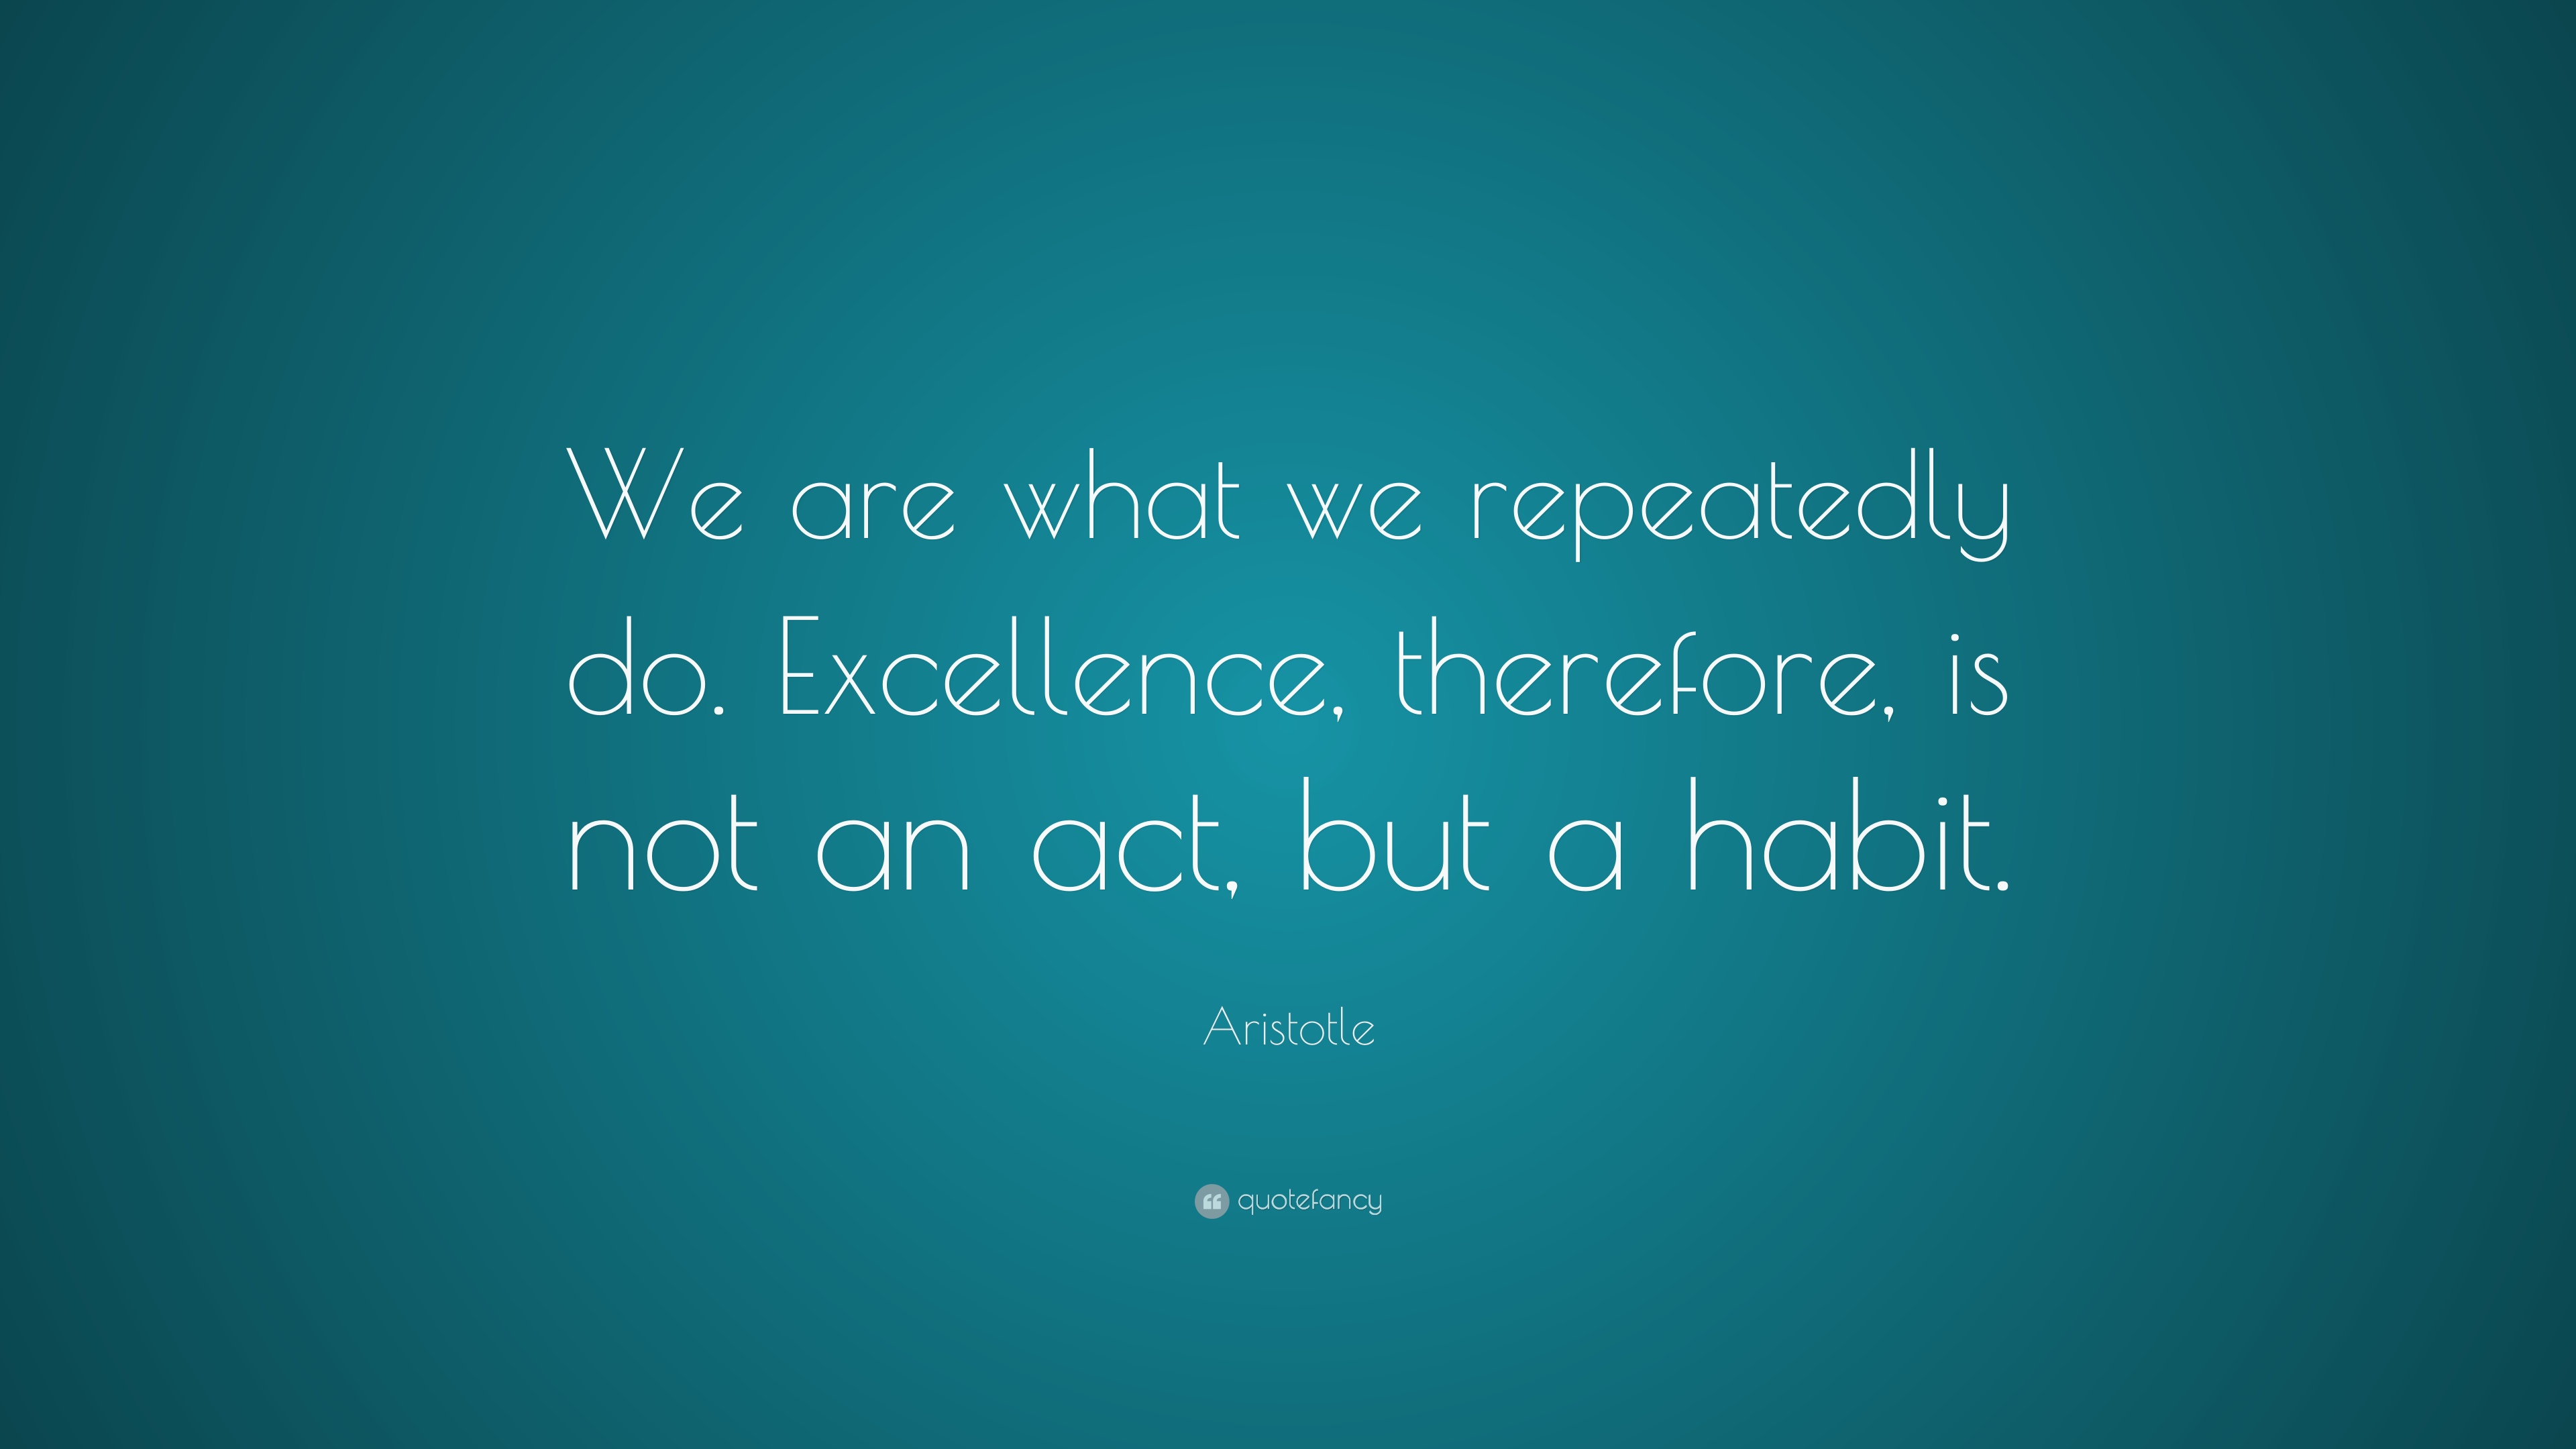 We are what we repeatedly
do. Excellence, therefore, is
not an act, but a habit.
Aristotle
quotefancy